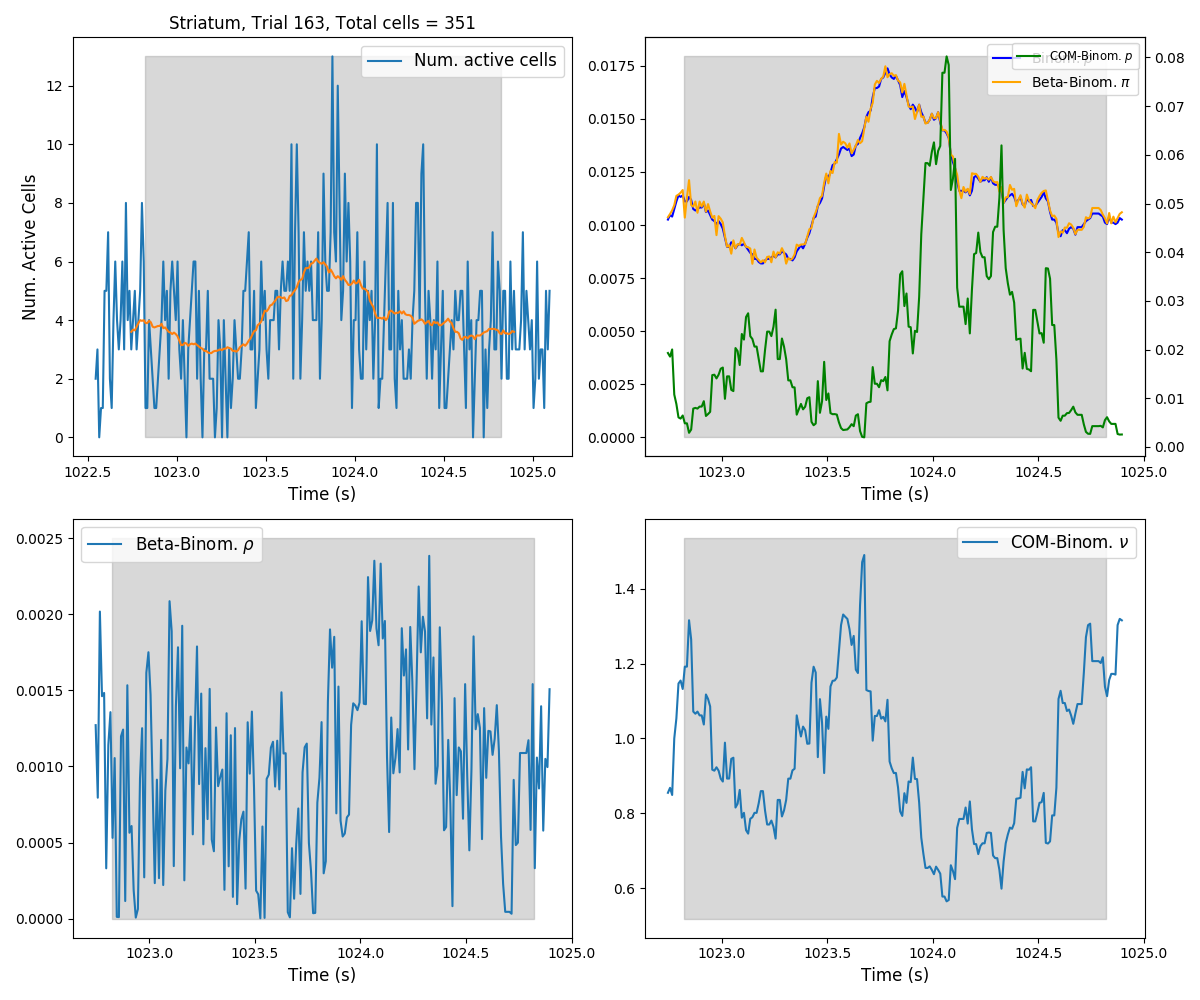 Striatum, Trial 163, Total cells = 351
Num. active cells
Num. Active Cells
12
10
8
6
4
2
0
1022.5 1023.0 1023.5 1024.0 1024.5 1025.0
Time (s)
COM-Binom. p
Beta-Binom. π
0.0175
0.0150
0.0125
0.0100
0.0075
0.0050
0.0025
0.0000
0.08
0.07
0.06
0.05
0.04
0.03
0.02
0.01
0.00
1023.0 1023.5 1024.0 1024.5 1025.0
Time (s)
Beta-Binom. ρ
0.0025
0.0020
0.0015
0.0010
0.0005
0.0000
1023.0 1023.5 1024.0 1024.5 1025.0
Time (s)
COM-Binom. ν
1.4
1.2
1.0
0.8
0.6
1023.0 1023.5 1024.0 1024.5 1025.0
Time (s)